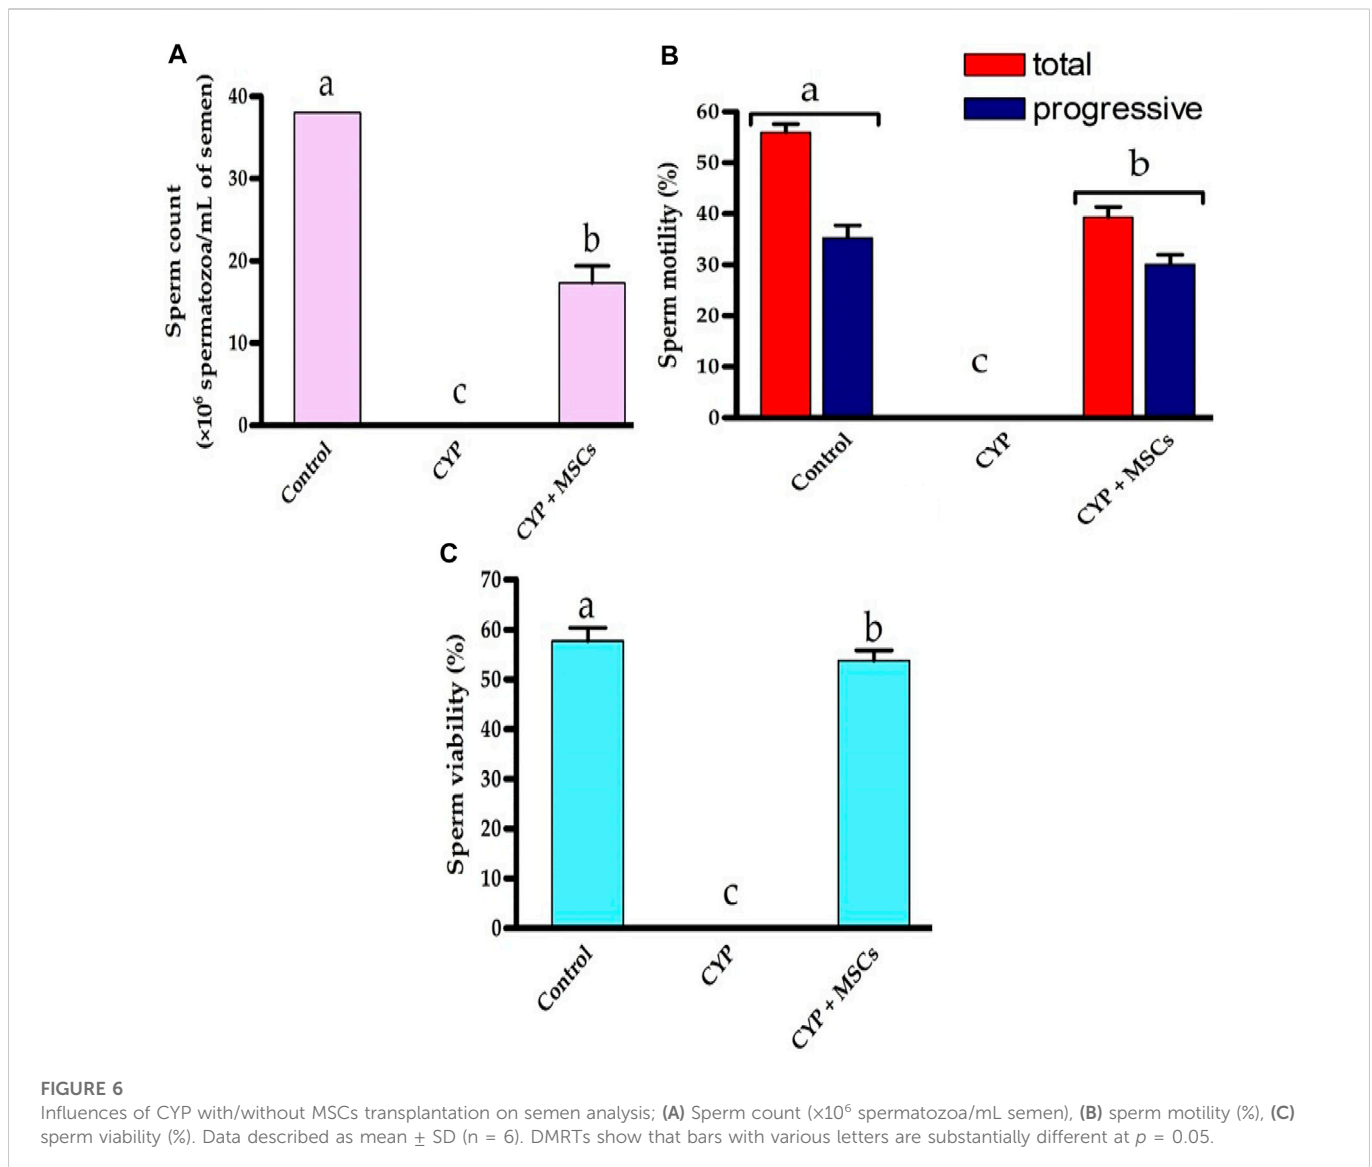 A
Sperm count
(×10⁶ spermatozoa/mL of semen)
40
30
20
10
0
a
c
b
Control
CYP
CYP + MSCs
B
total
progressive
Sperm motility (%)
60
50
40
30
20
10
0
a
c
b
Control
CYP
CYP + MSCs
C
Sperm viability (%)
70
60
50
40
30
20
10
0
a
c
b
Control
CYP
CYP + MSCs
FIGURE 6
Influences of CYP with/without MSCs transplantation on semen analysis; (A) Sperm count (×10⁶ spermatozoa/mL semen), (B) sperm motility (%), (C)
sperm viability (%). Data described as mean ± SD (n = 6). DMRTs show that bars with various letters are substantially different at p = 0.05.